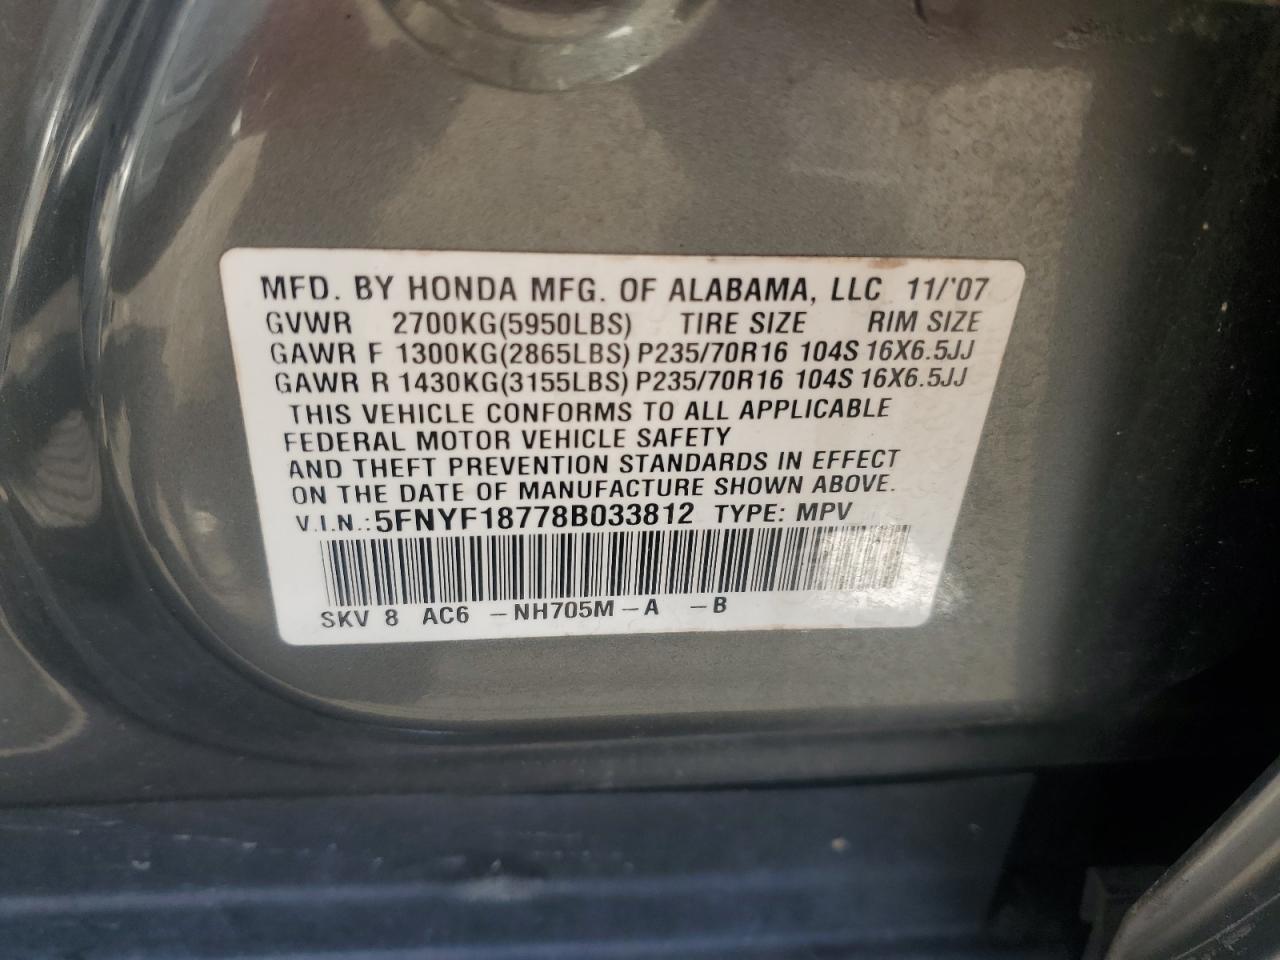 MFD. BY HONDA MFG. OF ALABAMA, LLC 11/'07
GVWR 2700KG(5950LBS) TIRE SIZE RIM SIZE
GAWR F 1300KG(2865LBS) P235/70R16 104S 16X6.5JJ
GAWR R 1430KG(3155LBS) P235/70R16 104S 16X6.5JJ
THIS VEHICLE CONFORMS TO ALL APPLICABLE
FEDERAL MOTOR VEHICLE SAFETY
AND THEFT PREVENTION STANDARDS IN EFFECT
ON THE DATE OF MANUFACTURE SHOWN ABOVE.
V.I.N.: 5FNYF18778B033812 TYPE: MPV
SKV 8 AC6 -NH705M-A -B